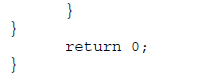 }
}
return 0;
}